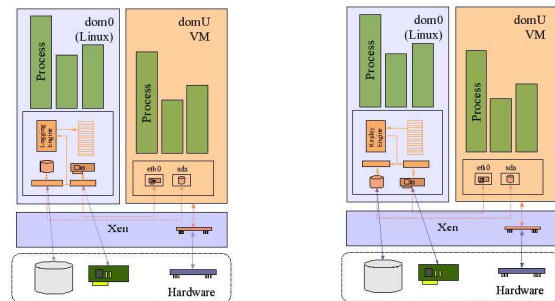 dom0
(Linux)
domU
VM
Process
Process
Logging
Engine
eth0
sda
Xen
Hardware
dom0
(Linux)
domU
VM
Process
Process
Replay
Engine
eth0
sda
Xen
Hardware